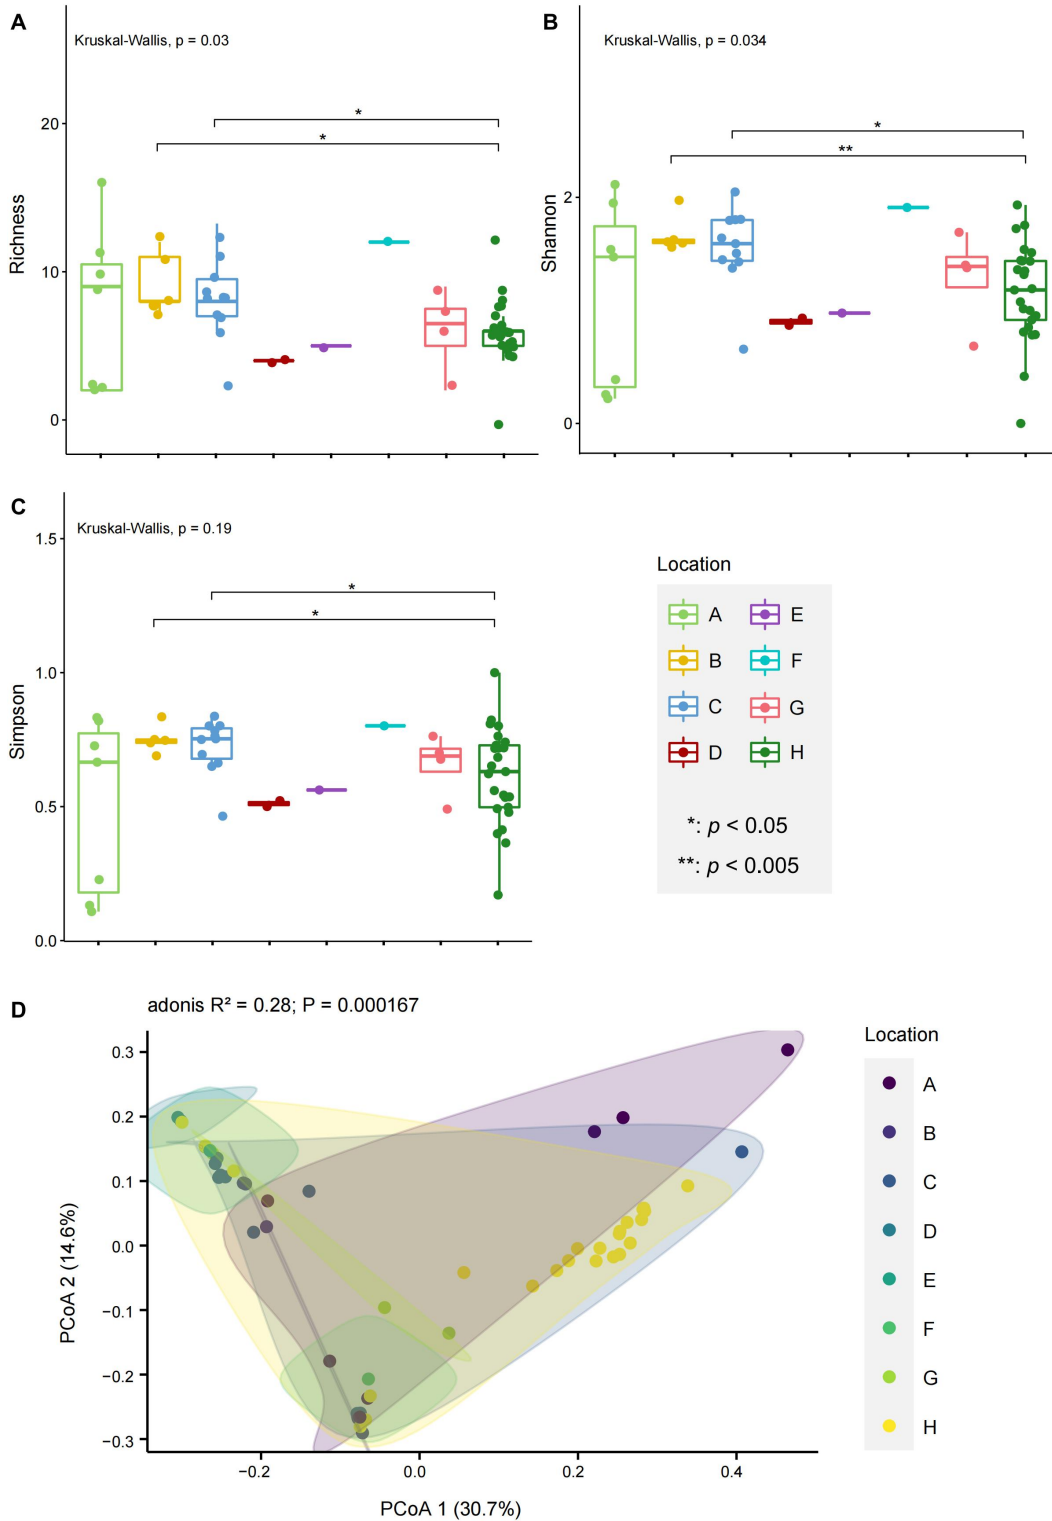 A
Kruskal-Wallis, p = 0.03
20
10
0
Richness
*
*
B
Kruskal-Wallis, p = 0.034
2
0
Shannon
*
**
C
Kruskal-Wallis, p = 0.19
1.5
1.0
0.5
0.0
Simpson
*
*
Location
A E
B F
C G
D H
*: p < 0.05
**: p < 0.005
D
adonis R² = 0.28; P = 0.000167
0.3
0.2
0.1
0.0
−0.1
−0.2
−0.3
PCoA 2 (14.6%)
−0.2 0.0 0.2 0.4
PCoA 1 (30.7%)
Location
A
B
C
D
E
F
G
H